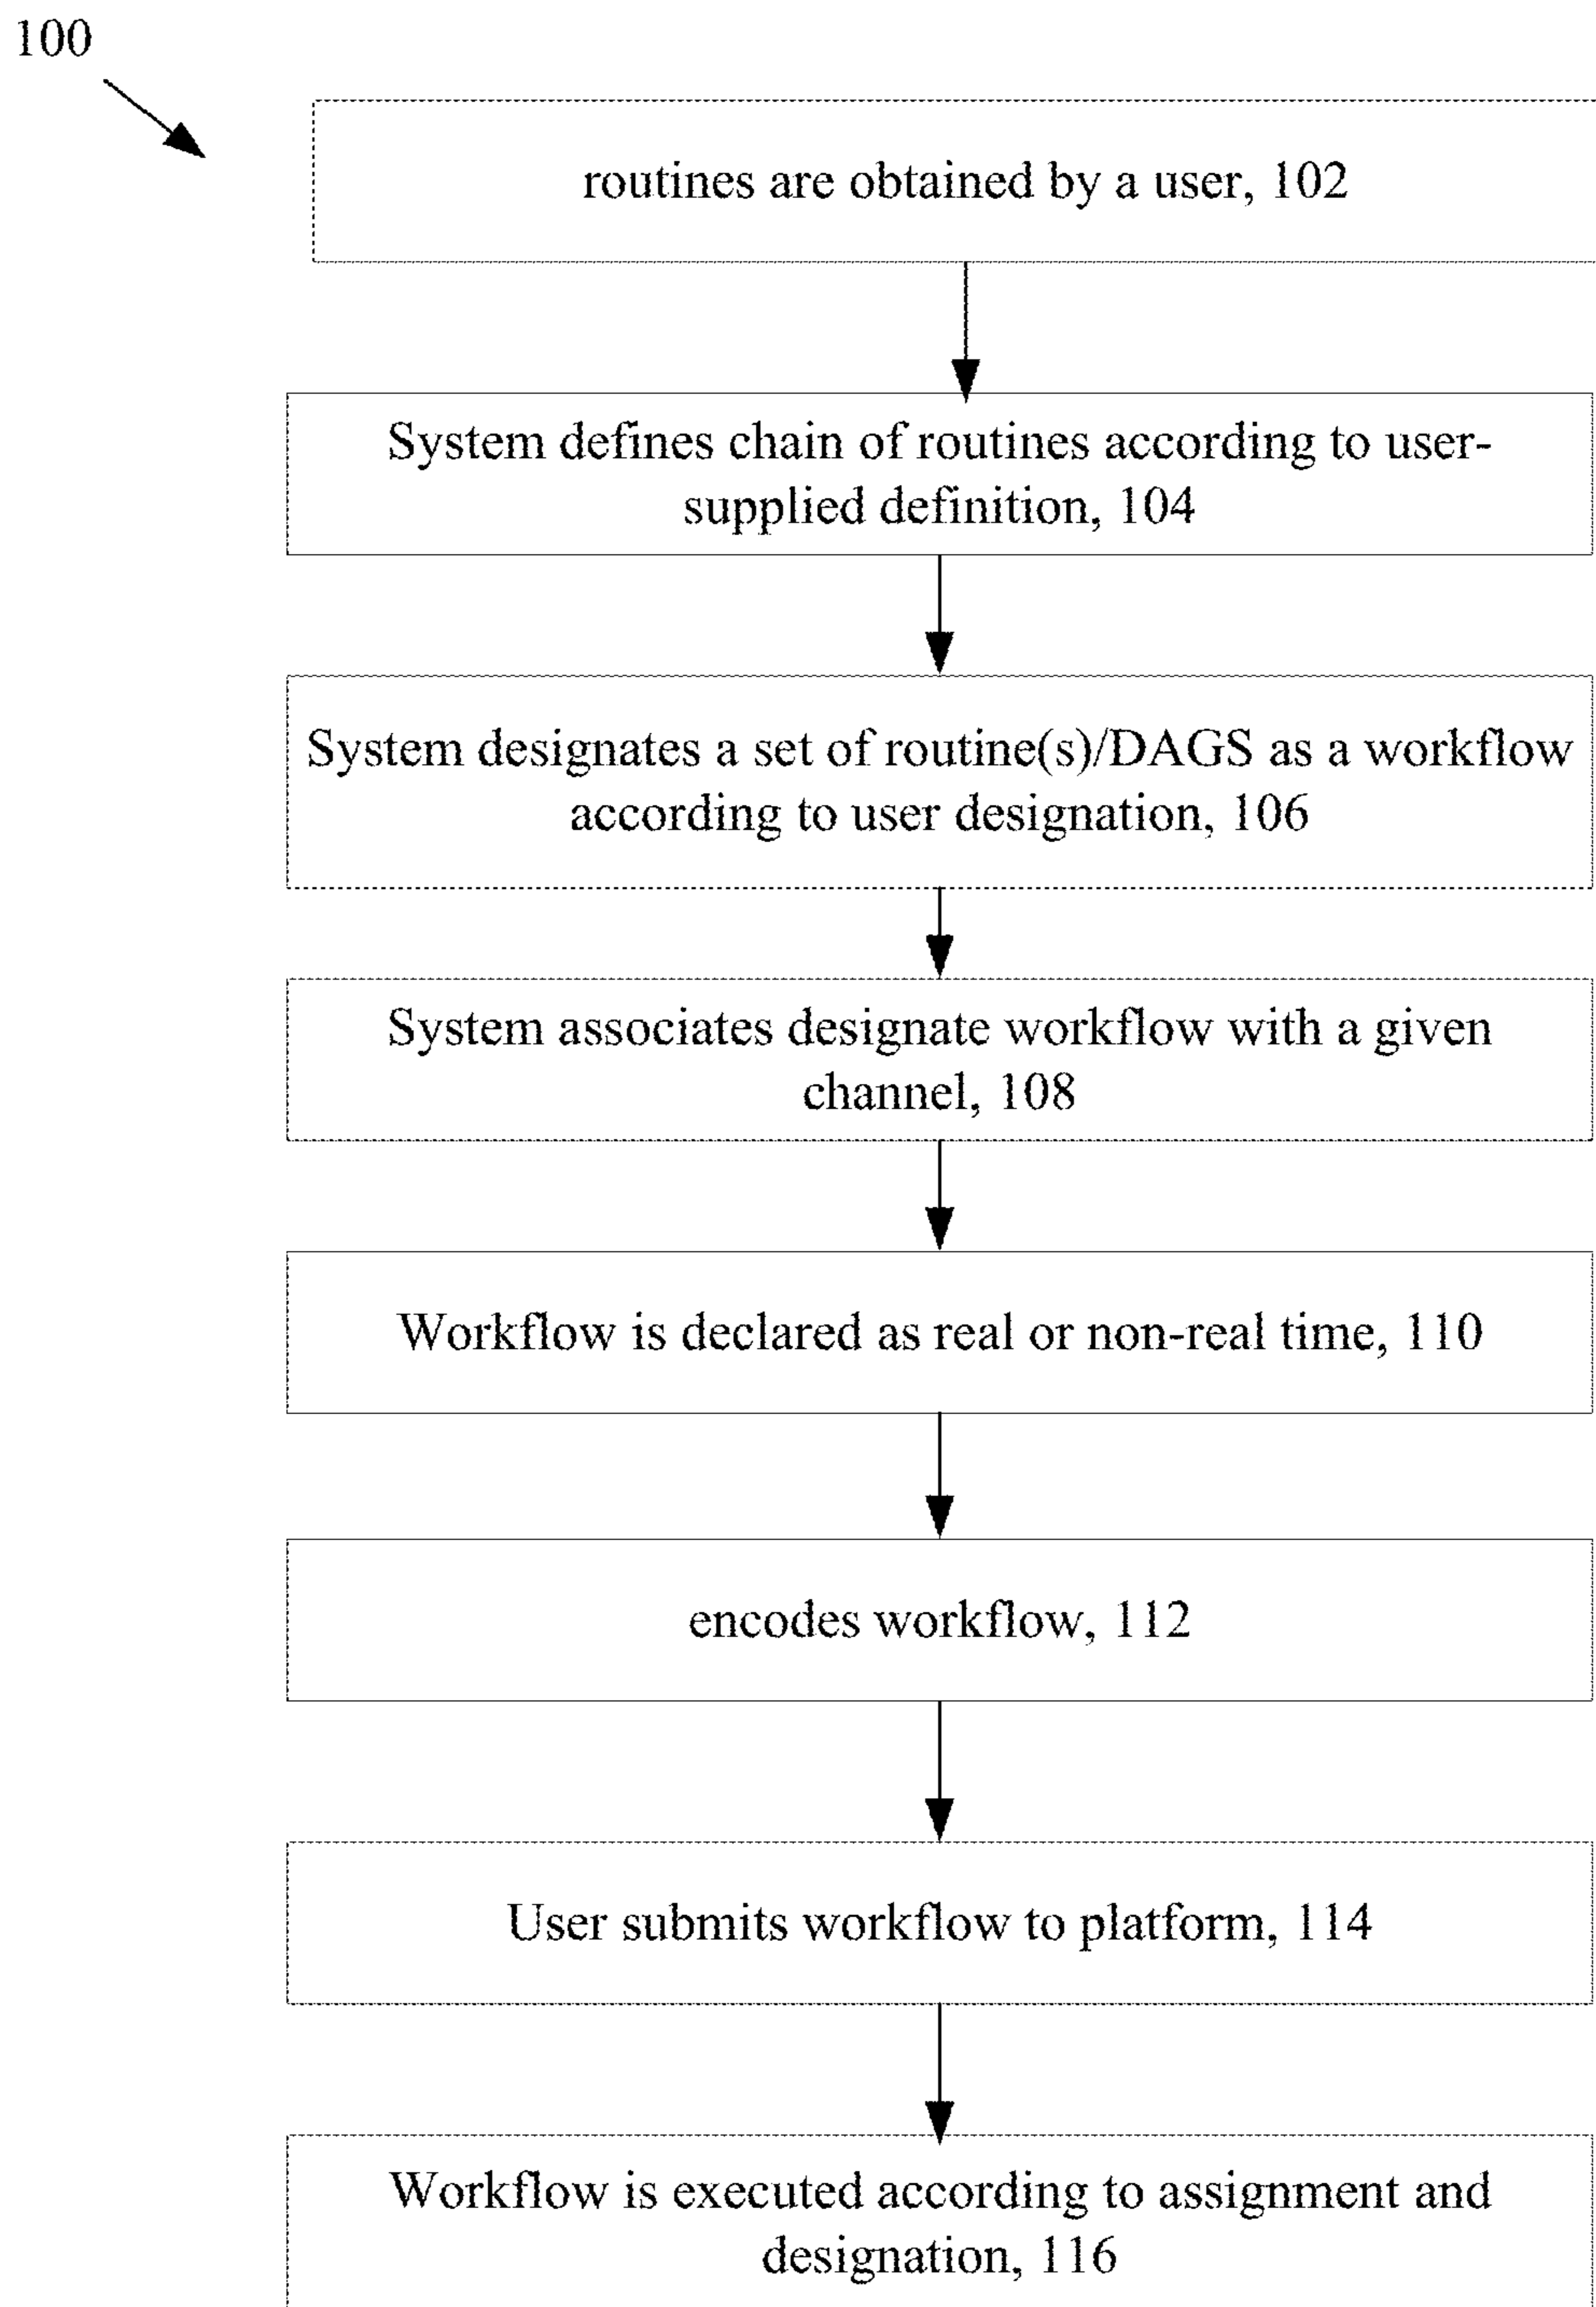 100
routines are obtained by a user, 102
System defines chain of routines according to user-
supplied definition, 104
System designates a set of routine(s)/DAGS as a workflow
according to user designation, 106
System associates designate workflow with a given
channel, 108
Workflow is declared as real or non-real time, 110
encodes workflow, 112
User submits workflow to platform, 114
Workflow is executed according to assignment and
designation, 116